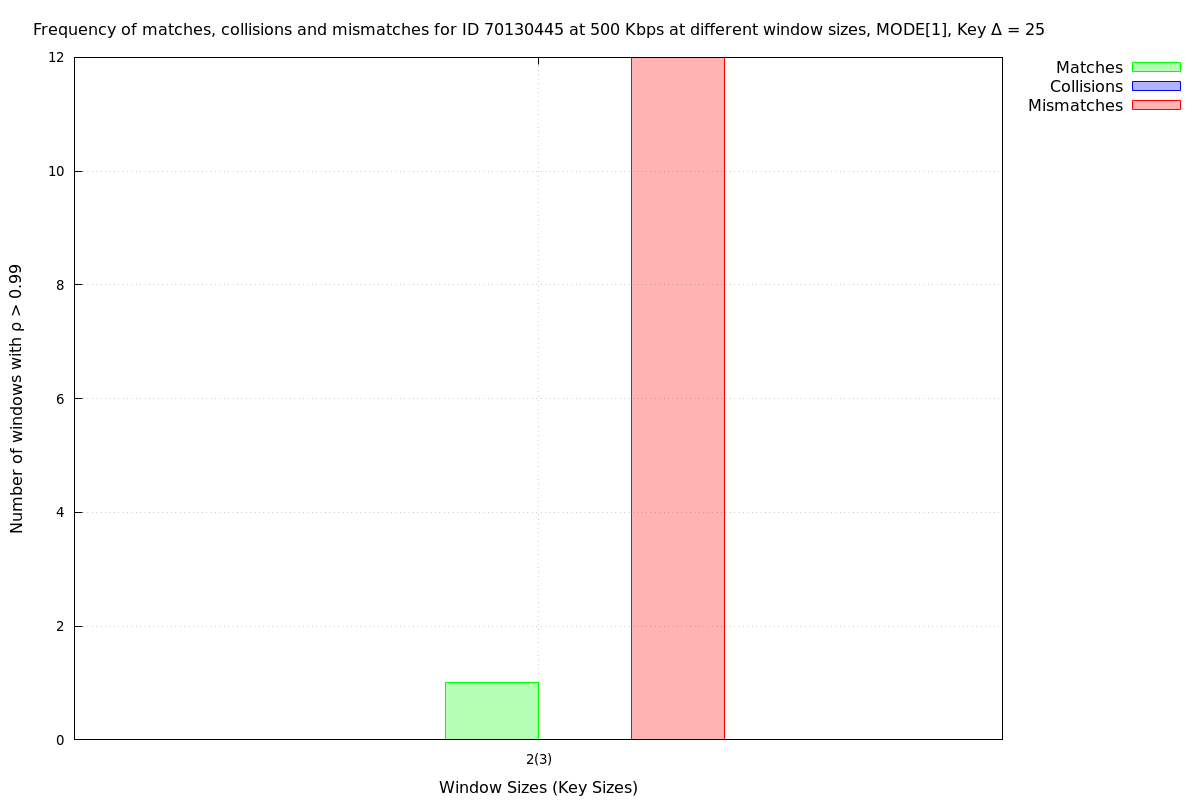 Frequency of matches, collisions and mismatches for ID 70130445 at 500 Kbps at different window sizes, MODE[1], Key Δ = 25
Matches
Collisions
Mismatches
12
10
8
6
4
2
0
Number of windows with ρ > 0.99
2(3)
Window Sizes (Key Sizes)